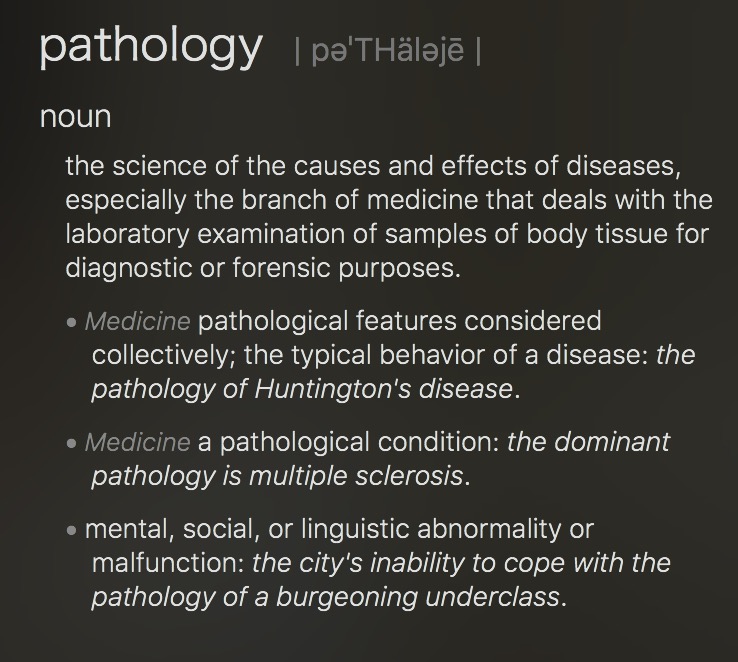 pathology | pəˈTHäləjē |
noun
the science of the causes and effects of diseases,
especially the branch of medicine that deals with the
laboratory examination of samples of body tissue for
diagnostic or forensic purposes.
• Medicine pathological features considered
collectively; the typical behavior of a disease: the
pathology of Huntington's disease.
• Medicine a pathological condition: the dominant
pathology is multiple sclerosis.
• mental, social, or linguistic abnormality or
malfunction: the city's inability to cope with the
pathology of a burgeoning underclass.